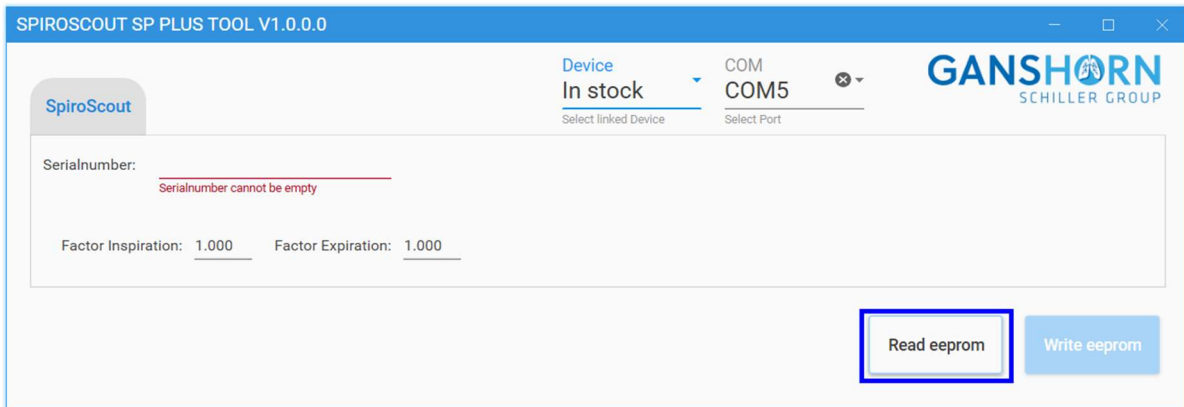 SPIROSCOUT SP PLUS TOOL V1.0.0.0
SpiroScout
Device
In stock
Select linked Device
COM
COM5
Select Port
GANSHORN
SCHILLER GROUP
Serialnumber:
Serialnumber cannot be empty
Factor Inspiration: 1.000 Factor Expiration: 1.000
Read eeprom
Write eeprom